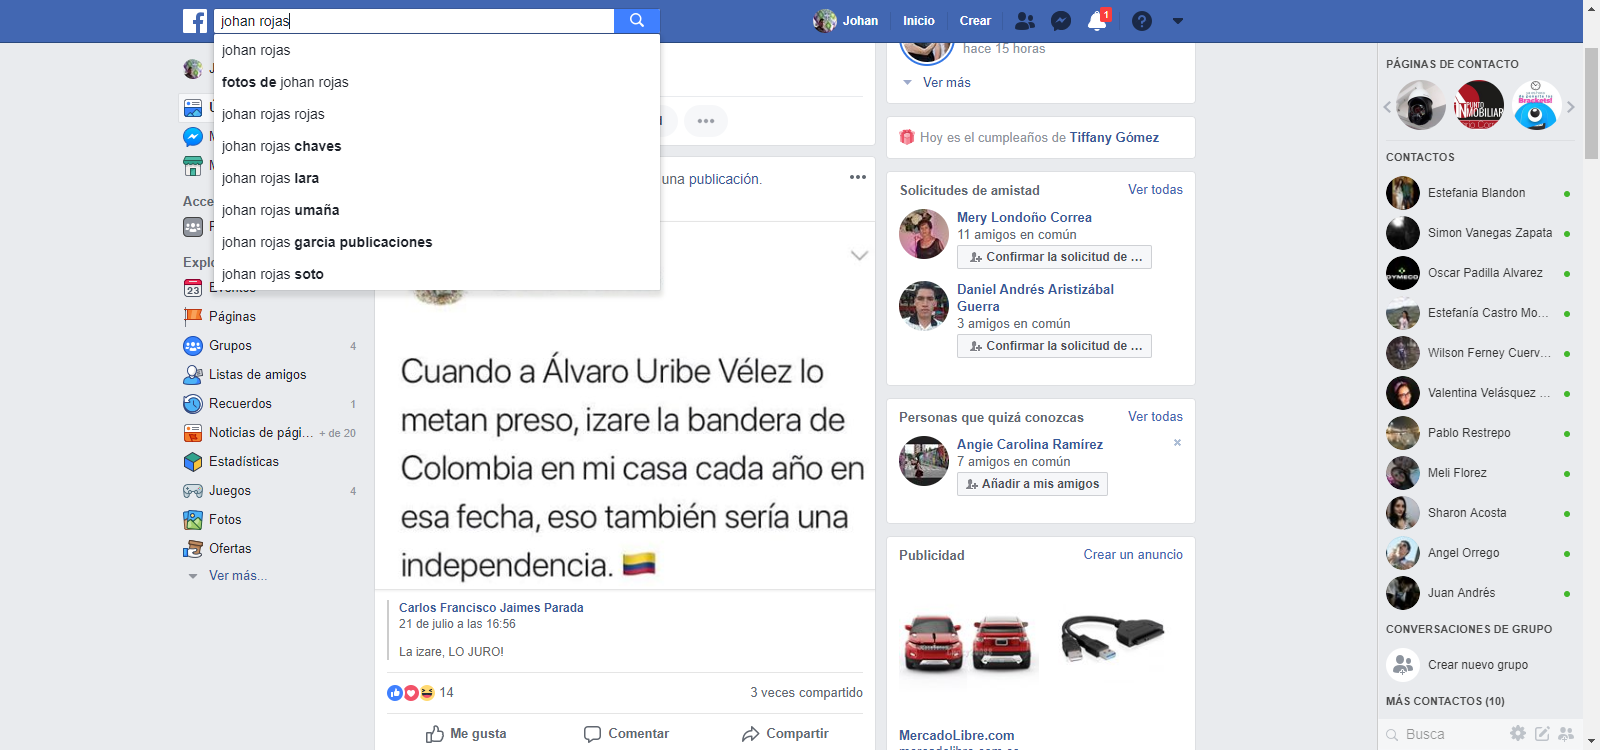 johan rojas
Johan
Inicio
Crear
1
johan rojas
fotos de johan rojas
johan rojas rojas
johan rojas chaves
johan rojas lara
johan rojas umaña
johan rojas garcia publicaciones
johan rojas soto
23
Eventos
Páginas
Grupos 4
Listas de amigos
Recuerdos 1
Noticias de pági... + de 20
Estadísticas
Juegos 4
Fotos
Ofertas
Ver más...
una publicación.
Cuando a Álvaro Uribe Vélez lo
metan preso, izare la bandera de
Colombia en mi casa cada año en
esa fecha, eso también sería una
independencia.
Carlos Francisco Jaimes Parada
21 de julio a las 16:56
La izare, LO JURO!
14
3 veces compartido
Me gusta
Comentar
Compartir
hace 15 horas
Ver más
Hoy es el cumpleaños de Tiffany Gómez
Solicitudes de amistad Ver todas
Mery Londoño Correa
11 amigos en común
Confirmar la solicitud de ...
Daniel Andrés Aristizábal
Guerra
3 amigos en común
Confirmar la solicitud de ...
Personas que quizá conozcas Ver todas
Angie Carolina Ramírez
7 amigos en común
Añadir a mis amigos
Publicidad Crear un anuncio
MercadoLibre.com
PÁGINAS DE CONTACTO
PUNTO
INMOBILIAR
Brackets!
CONTACTOS
Estefania Blandon
Simon Vanegas Zapata
Oscar Padilla Alvarez
Estefanía Castro Mo...
Wilson Ferney Cuerv...
Valentina Velásquez ...
Pablo Restrepo
Meli Florez
Sharon Acosta
Angel Orrego
Juan Andrés
CONVERSACIONES DE GRUPO
Crear nuevo grupo
MÁS CONTACTOS (10)
Busca